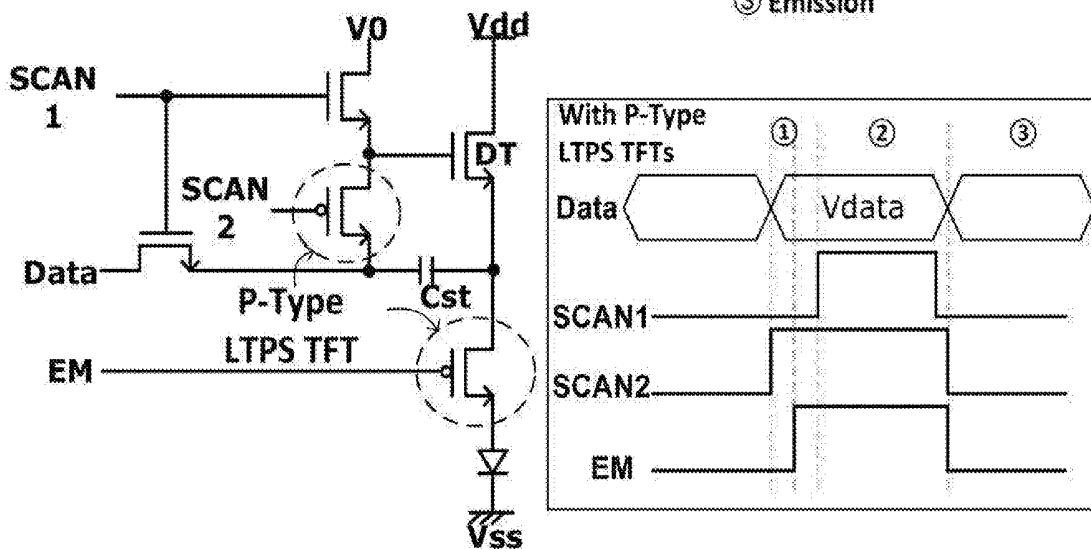 ③ Emission
V0
Vdd
SCAN
1
DT
SCAN
2
Data
Cst
P-Type
LTPS TFT
EM
Vss
With P-Type
LTPS TFTs
①
②
③
Data
Vdata
SCAN1
SCAN2
EM